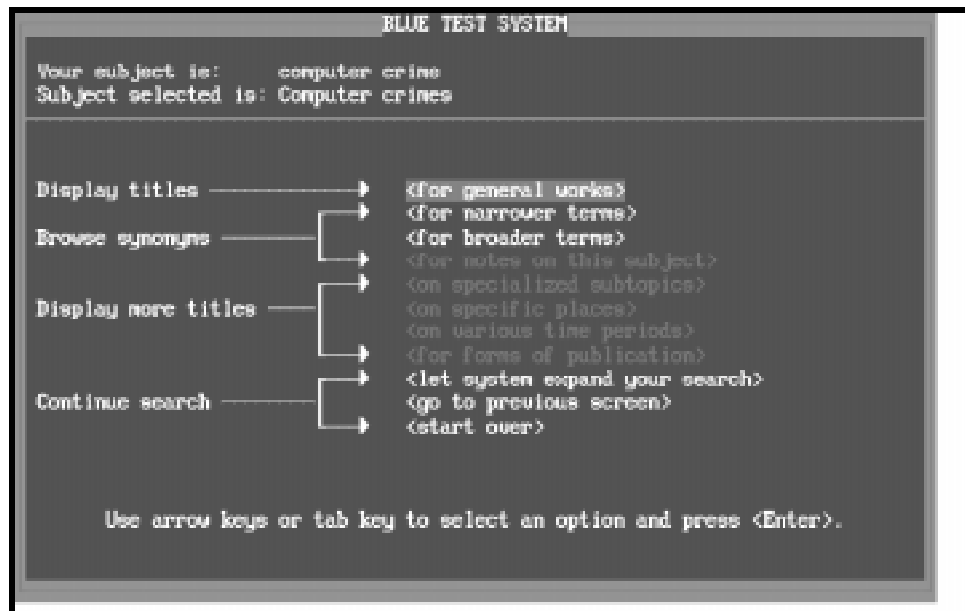 BLUE TEST SYSTEM
Your subject is: computer crime
Subject selected is: Computer crimes
Display titles <for general works>
<for narrower terms>
Browse synonyms <for broader terms>
<for notes on this subject>
<on specialized subtopics>
Display more titles <on specific places>
<on various time periods>
<for forms of publication>
<let system expand your search>
Continue search <go to previous screen>
<start over>
Use arrow keys or tab key to select an option and press <Enter>.